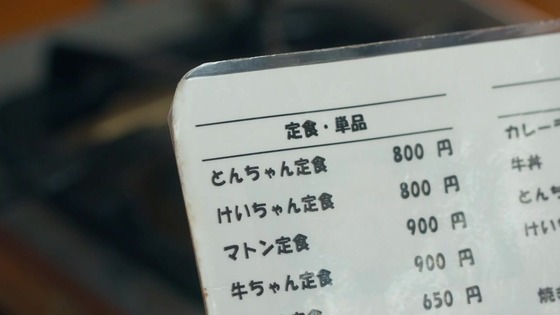 定食・単品
とんちゃん定食 800 円
けいちゃん定食 800 円
マトン定食 900 円
牛ちゃん定食 900 円
定食 650 円
カレー
牛丼
とん
けい
焼